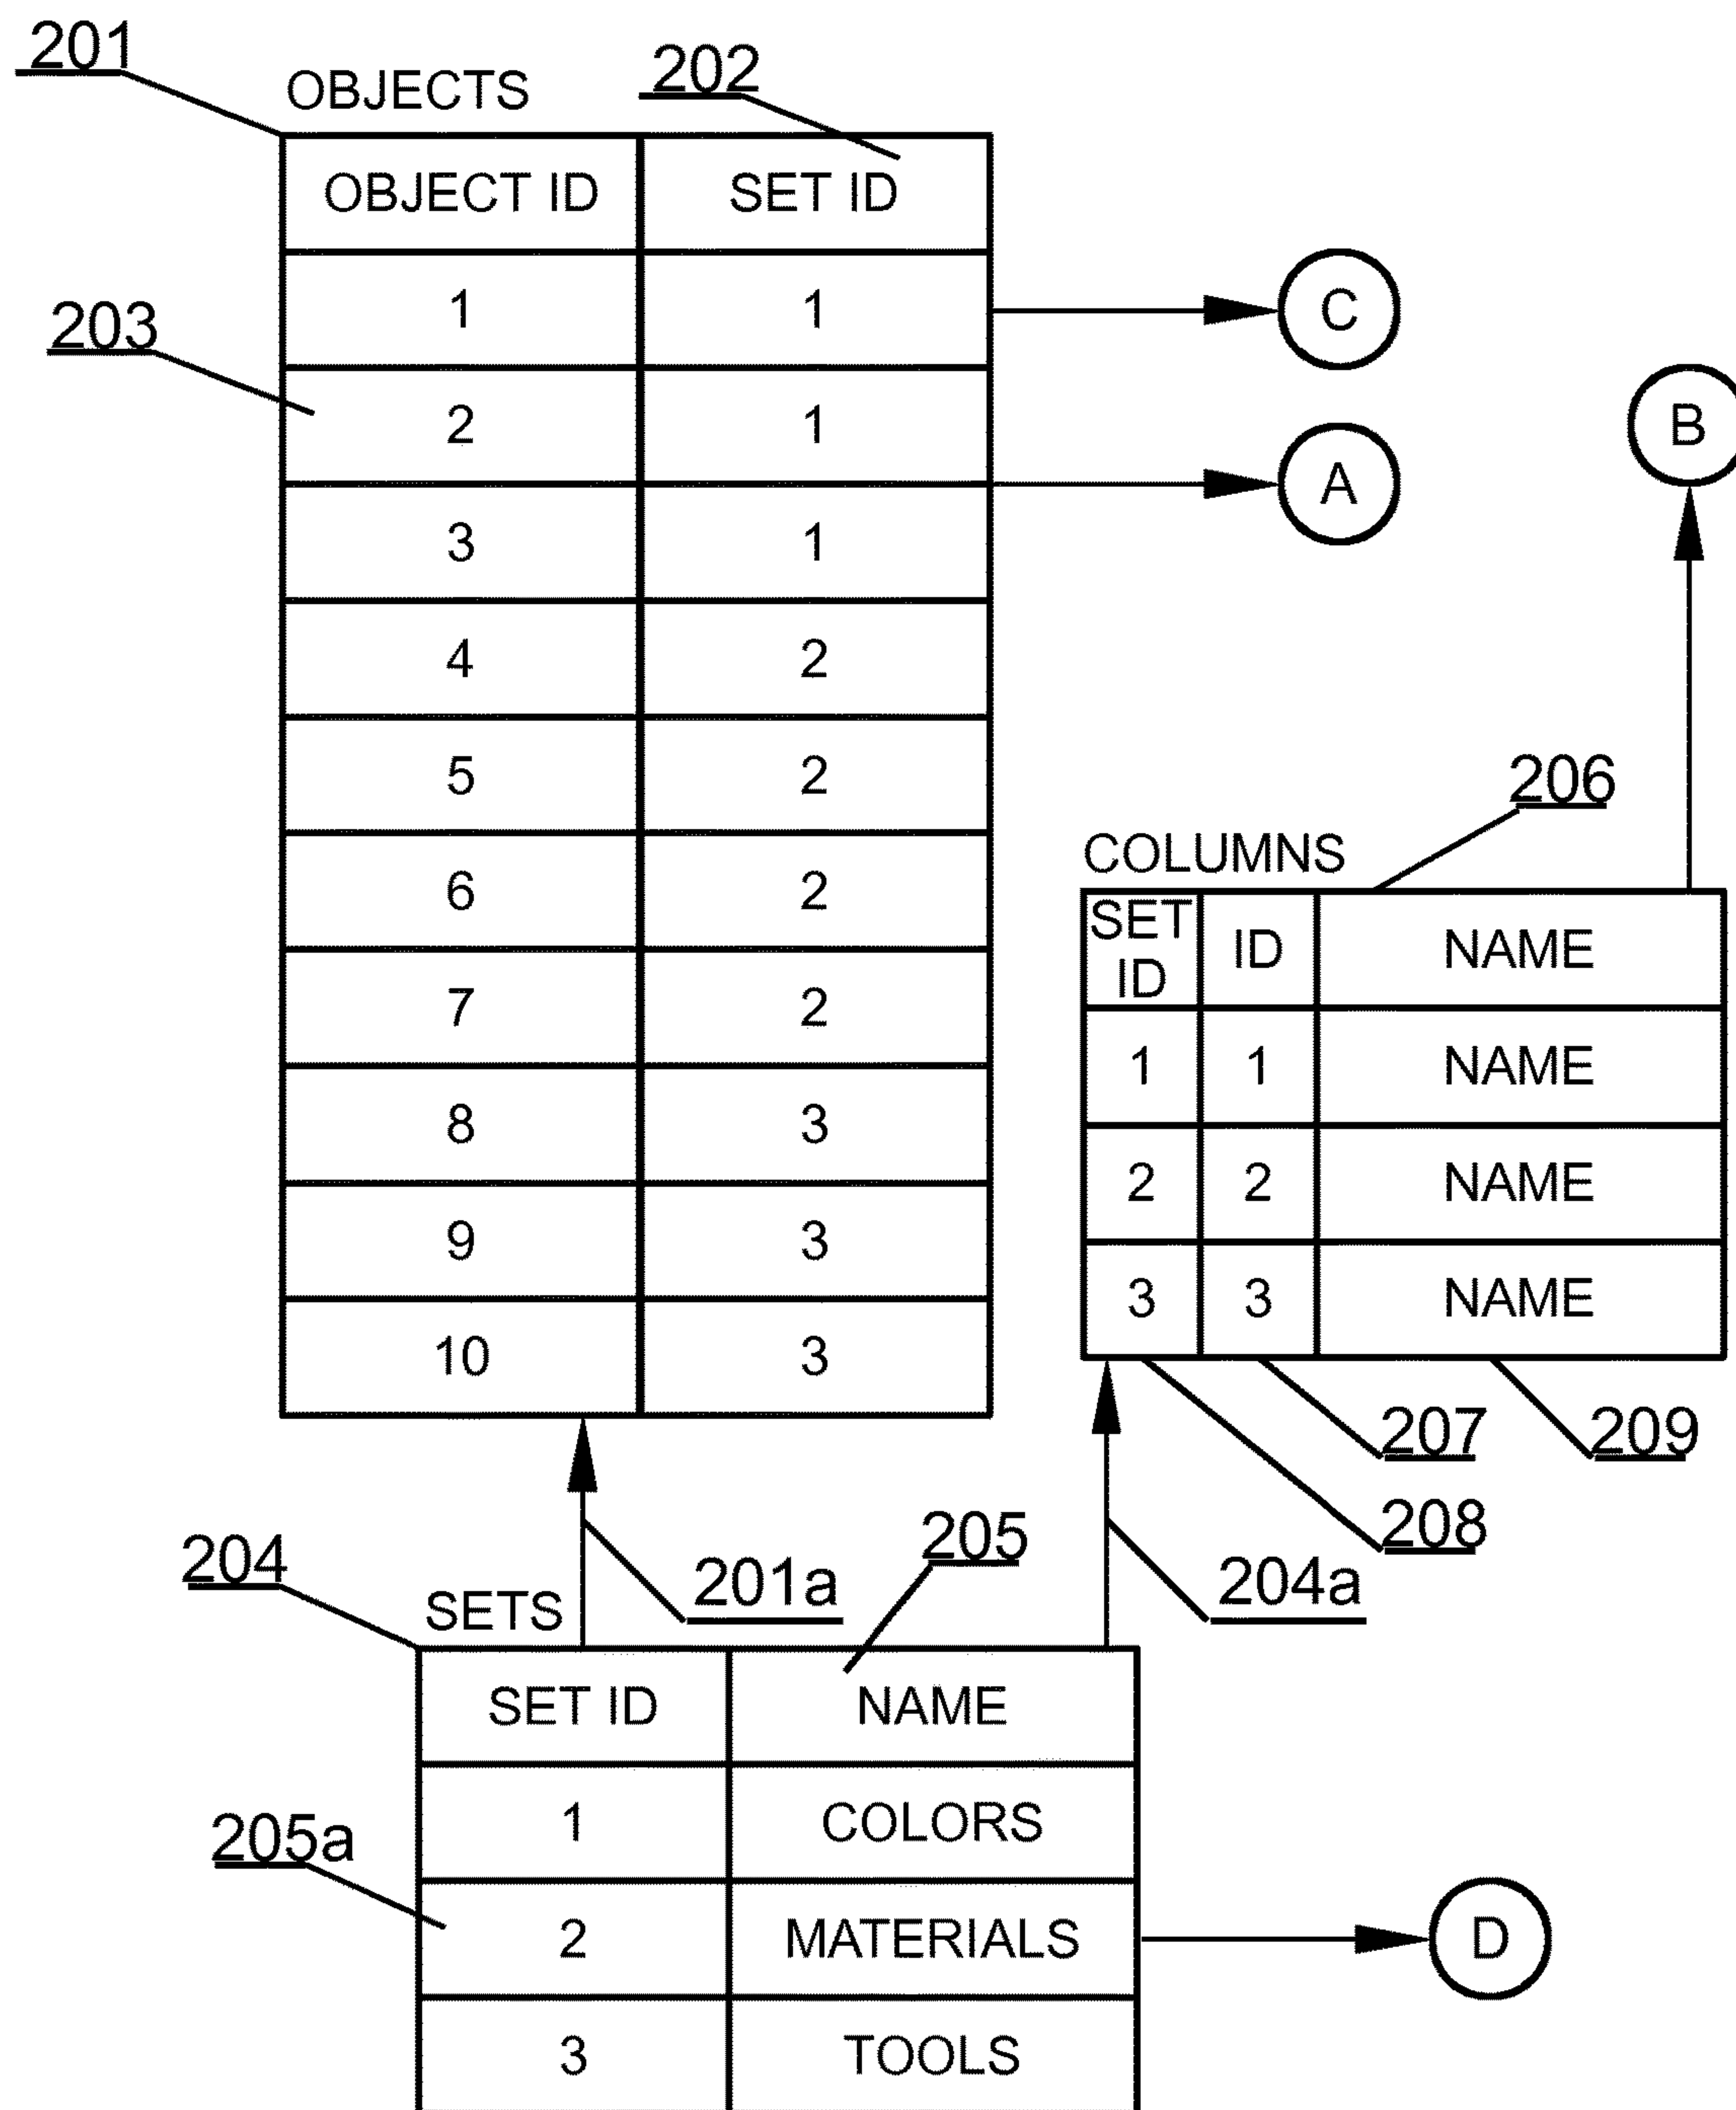 201
OBJECTS
202
OBJECT ID SET ID
1 1
C
203
2 1
B
A
3 1
4 2
5 2
206
COLUMNS
6 2
SET ID ID NAME
7 2
1 1 NAME
8 3
2 2 NAME
9 3
3 3 NAME
10 3
207
209
208
205
204
201a
204a
SETS
SET ID NAME
1 COLORS
205a
2 MATERIALS
D
3 TOOLS